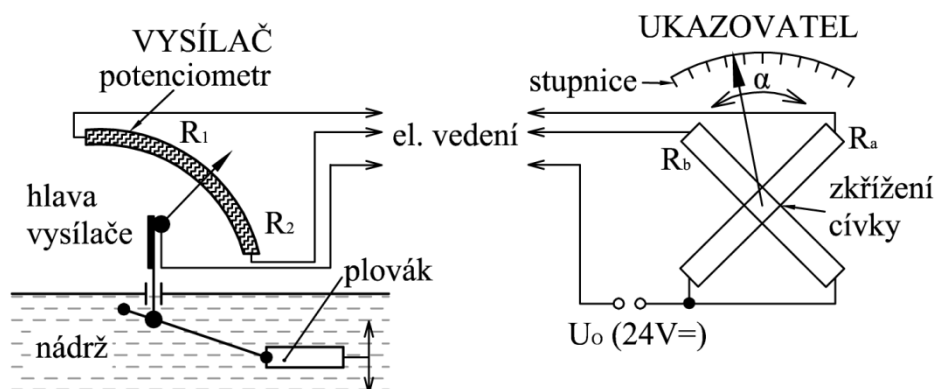 VYSÍLAČ
potenciometr
R1
R2
hlava
vysílače
plovák
nádrž
el. vedení
UKAZOVATEL
stupnice
α
Ra
Rb
zkřížení
cívky
Uo (24V=)